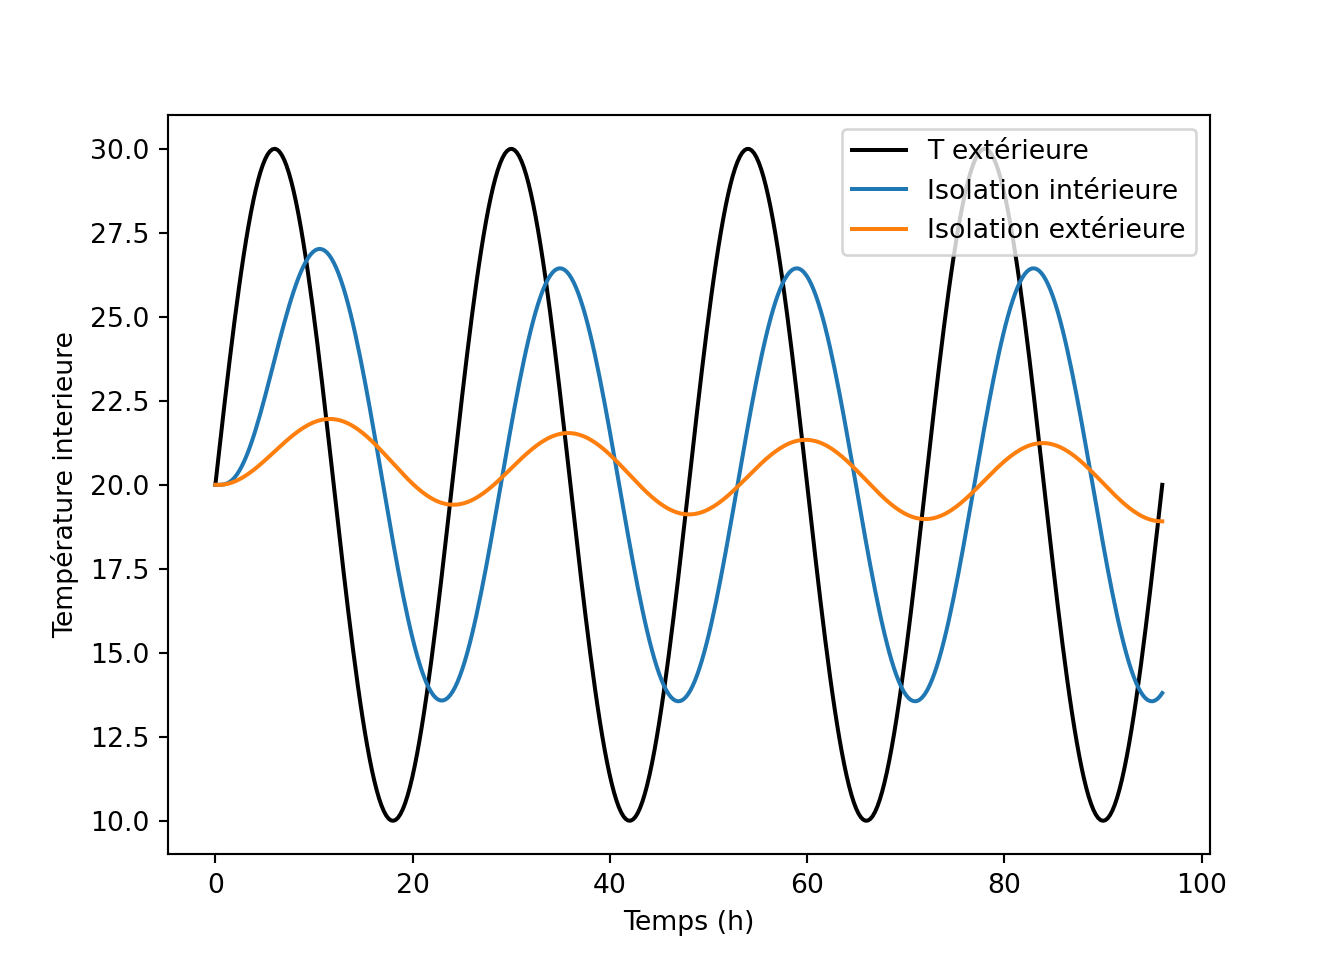 T extérieure
Isolation intérieure
Isolation extérieure
Température interieure
30.0
27.5
25.0
22.5
20.0
17.5
15.0
12.5
10.0
0 20 40 60 80 100
Temps (h)